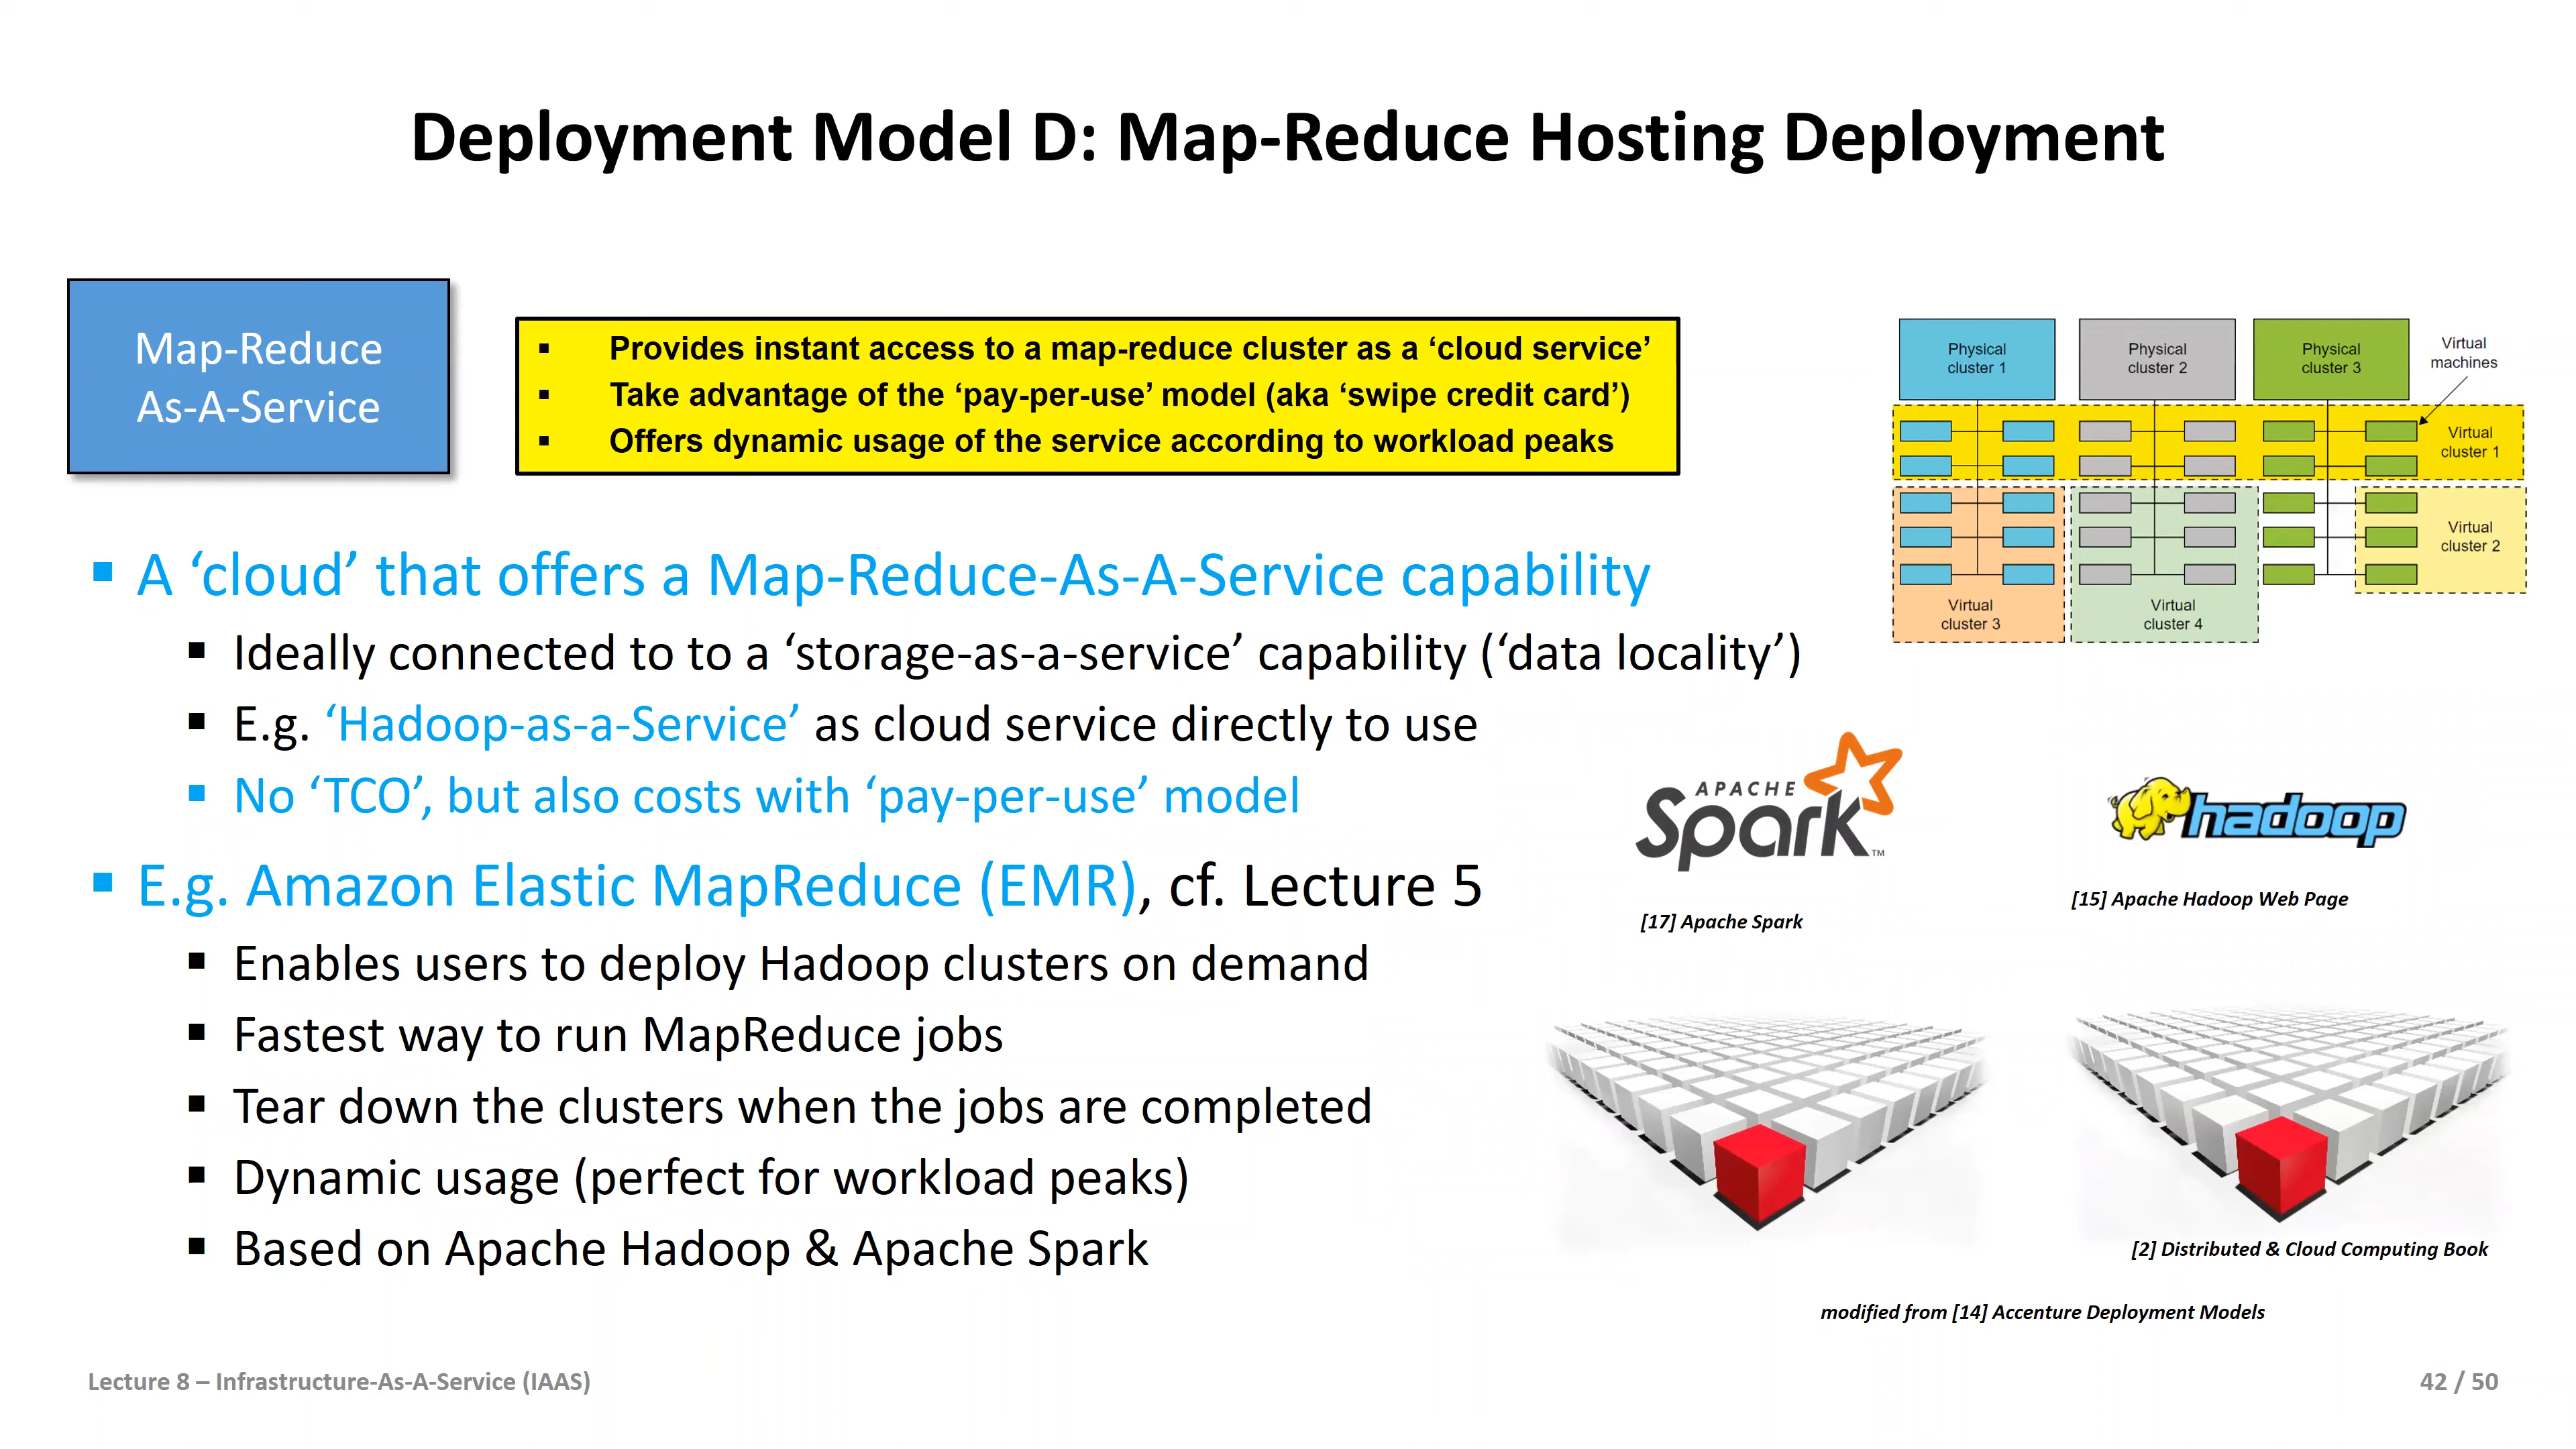 Deployment Model D: Map-Reduce Hosting Deployment
Map-Reduce
As-A-Service
▪ Provides instant access to a map-reduce cluster as a ‘cloud service’
▪ Take advantage of the ‘pay-per-use’ model (aka ‘swipe credit card’)
▪ Offers dynamic usage of the service according to workload peaks
Physical
cluster 1
Physical
cluster 2
Physical
cluster 3
Virtual
machines
Virtual
cluster 1
Virtual
cluster 2
Virtual
cluster 3
Virtual
cluster 4
▪ A ‘cloud’ that offers a Map-Reduce-As-A-Service capability
▪ Ideally connected to to a ‘storage-as-a-service’ capability (‘data locality’)
▪ E.g. ‘Hadoop-as-a-Service’ as cloud service directly to use
▪ No ‘TCO’, but also costs with ‘pay-per-use’ model
▪ E.g. Amazon Elastic MapReduce (EMR), cf. Lecture 5
▪ Enables users to deploy Hadoop clusters on demand
▪ Fastest way to run MapReduce jobs
▪ Tear down the clusters when the jobs are completed
▪ Dynamic usage (perfect for workload peaks)
▪ Based on Apache Hadoop & Apache Spark
APACHE
Spark™
[17] Apache Spark
hadoop
[15] Apache Hadoop Web Page
[2] Distributed & Cloud Computing Book
modified from [14] Accenture Deployment Models
Lecture 8 – Infrastructure-As-A-Service (IAAS)
42 / 50